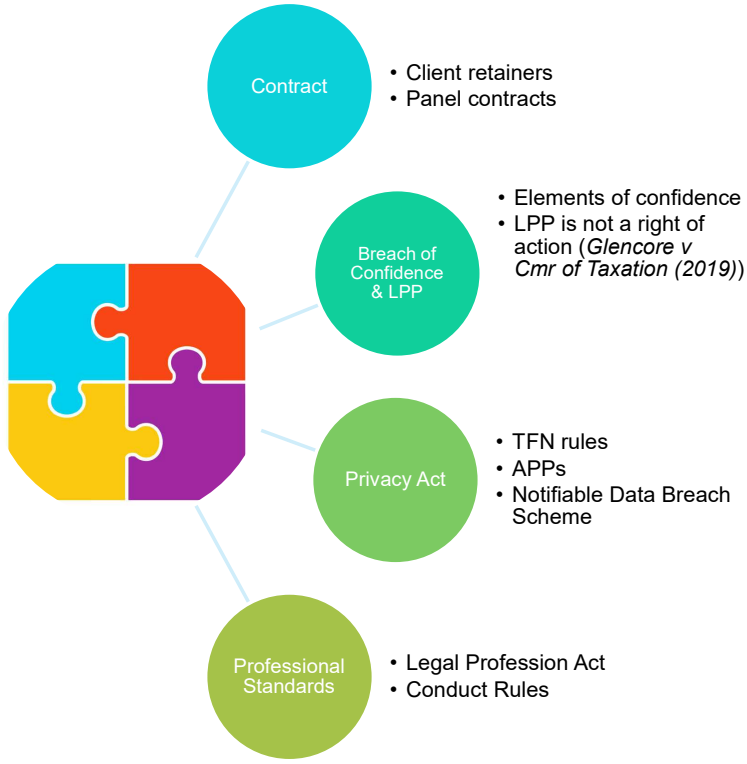 Contract
• Client retainers
• Panel contracts
Breach of
Confidence
& LPP
• Elements of confidence
• LPP is not a right of
action (Glencore v
Cmr of Taxation (2019))
Privacy Act
• TFN rules
• APPs
• Notifiable Data Breach
Scheme
Professional
Standards
• Legal Profession Act
• Conduct Rules